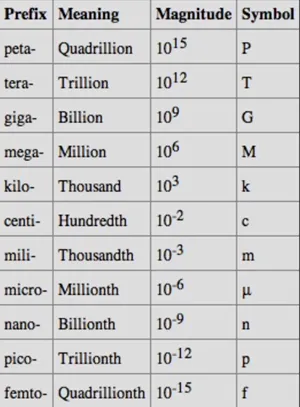 Prefix Meaning Magnitude Symbol
peta- Quadrillion 10^15 P
tera- Trillion 10^12 T
giga- Billion 10^9 G
mega- Million 10^6 M
kilo- Thousand 10^3 k
centi- Hundredth 10^-2 c
mili- Thousandth 10^-3 m
micro- Millionth 10^-6 μ
nano- Billionth 10^-9 n
pico- Trillionth 10^-12 p
femto- Quadrillionth 10^-15 f